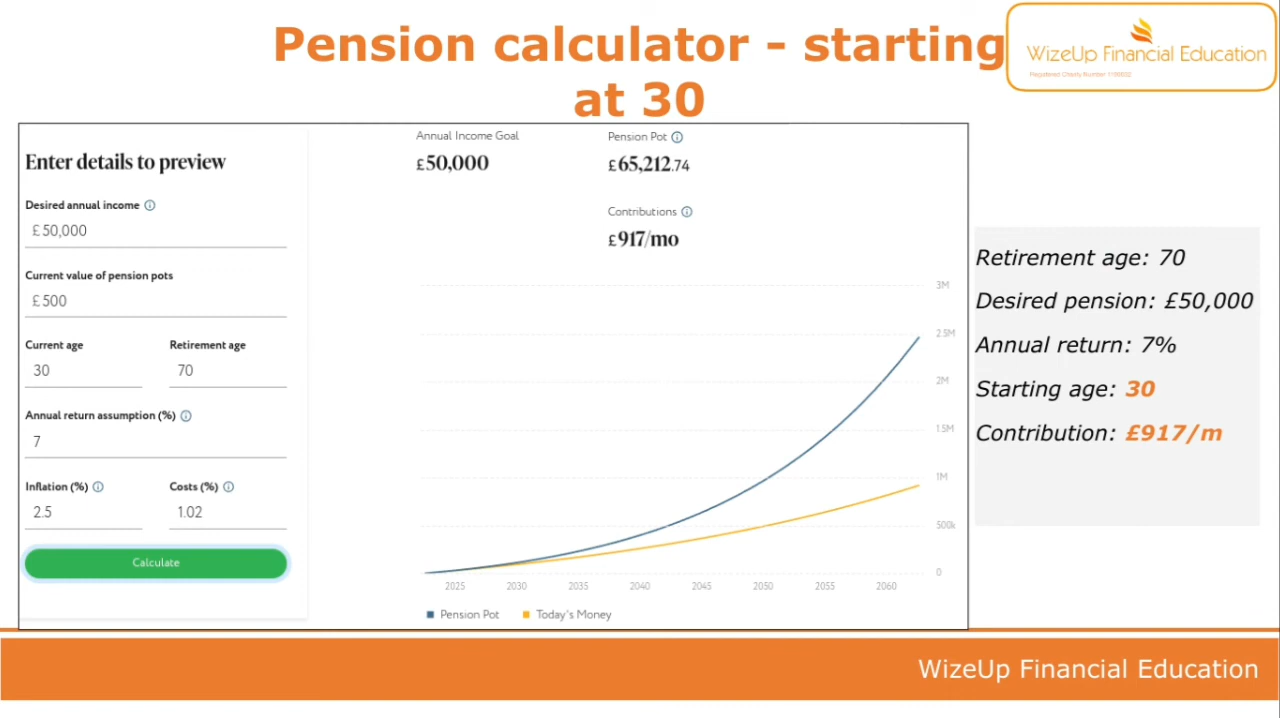 Pension calculator - starting
at 30
WizeUp Financial Education
Registered Charity Number 1198632
Enter details to preview
Desired annual income
£50,000
Current value of pension pots
£500
Current age
Retirement age
30
70
Annual return assumption (%)
7
Inflation (%)
Costs (%)
2.5
1.02
Calculate
Annual Income Goal
£50,000
Pension Pot
£65,212.74
Contributions
£917/mo
3M
2.5M
2M
1.5M
1M
500k
0
2025 2030 2035 2040 2045 2050 2055 2060
Pension Pot Today's Money
Retirement age: 70
Desired pension: £50,000
Annual return: 7%
Starting age: 30
Contribution: £917/m
WizeUp Financial Education